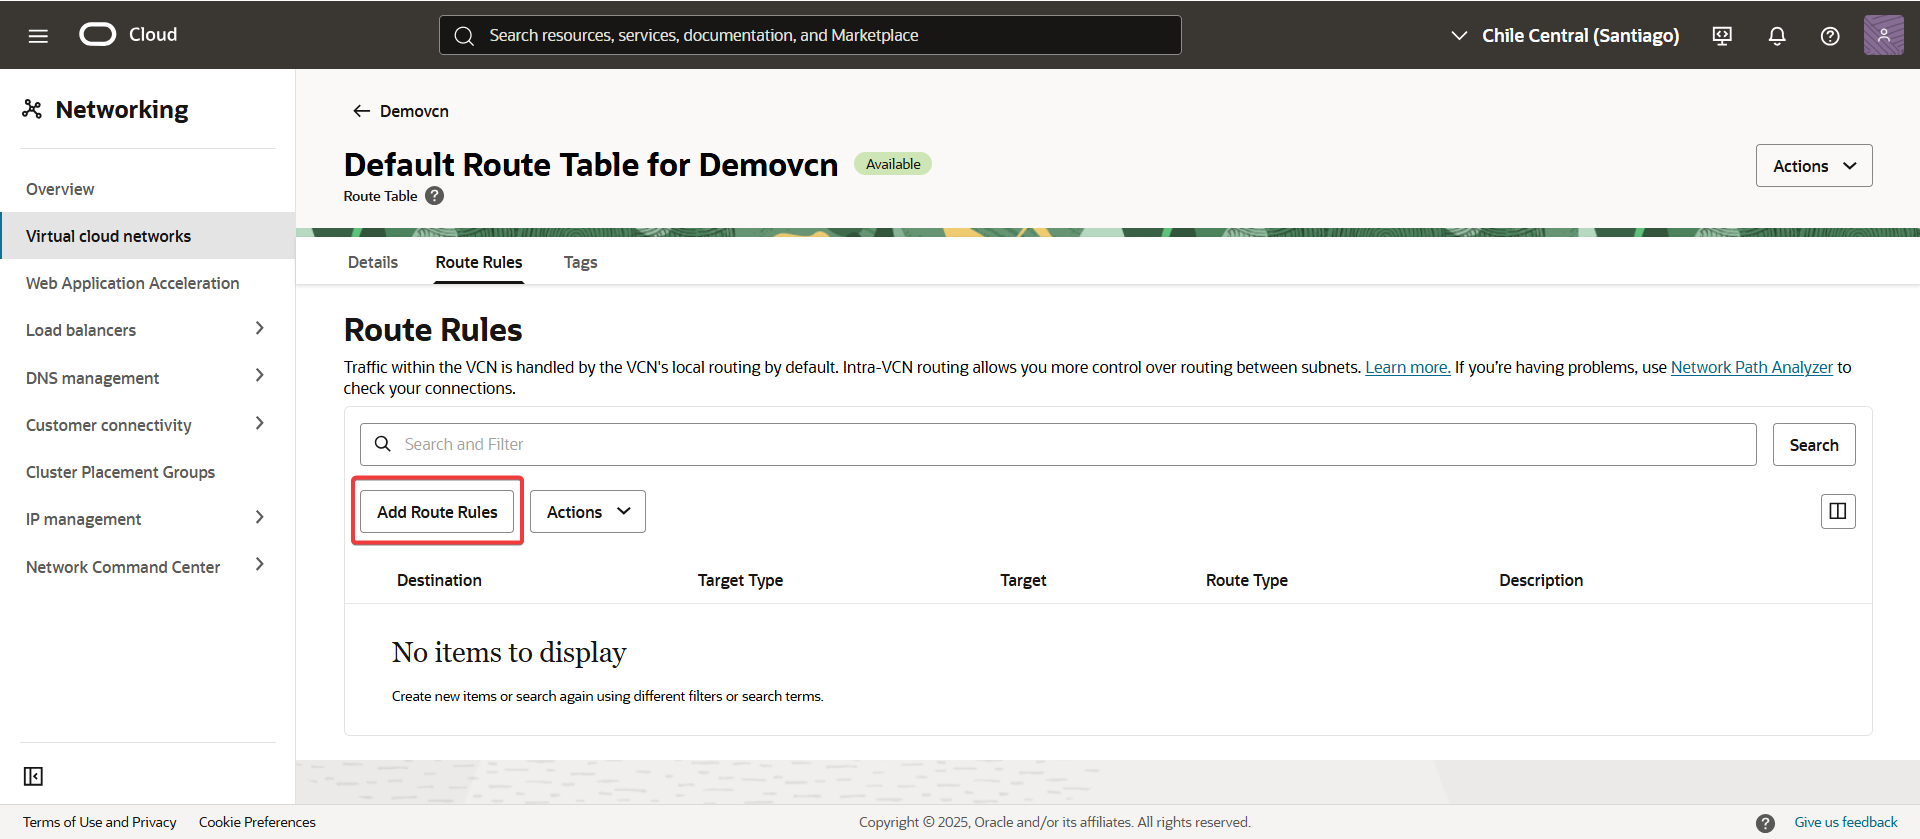 Cloud
Search resources, services, documentation, and Marketplace
Chile Central (Santiago)
Networking
Overview
Virtual cloud networks
Web Application Acceleration
Load balancers
DNS management
Customer connectivity
Cluster Placement Groups
IP management
Network Command Center
Demovcn
Default Route Table for Demovcn
Available
Route Table ?
Actions
Details Route Rules Tags
Route Rules
Traffic within the VCN is handled by the VCN's local routing by default. Intra-VCN routing allows you more control over routing between subnets. Learn more. If you’re having problems, use Network Path Analyzer to
check your connections.
Search and Filter
Search
Add Route Rules
Actions
Destination Target Type Target Route Type Description
No items to display
Create new items or search again using different filters or search terms.
Terms of Use and Privacy Cookie Preferences
Copyright © 2025, Oracle and/or its affiliates. All rights reserved.
? Give us feedback